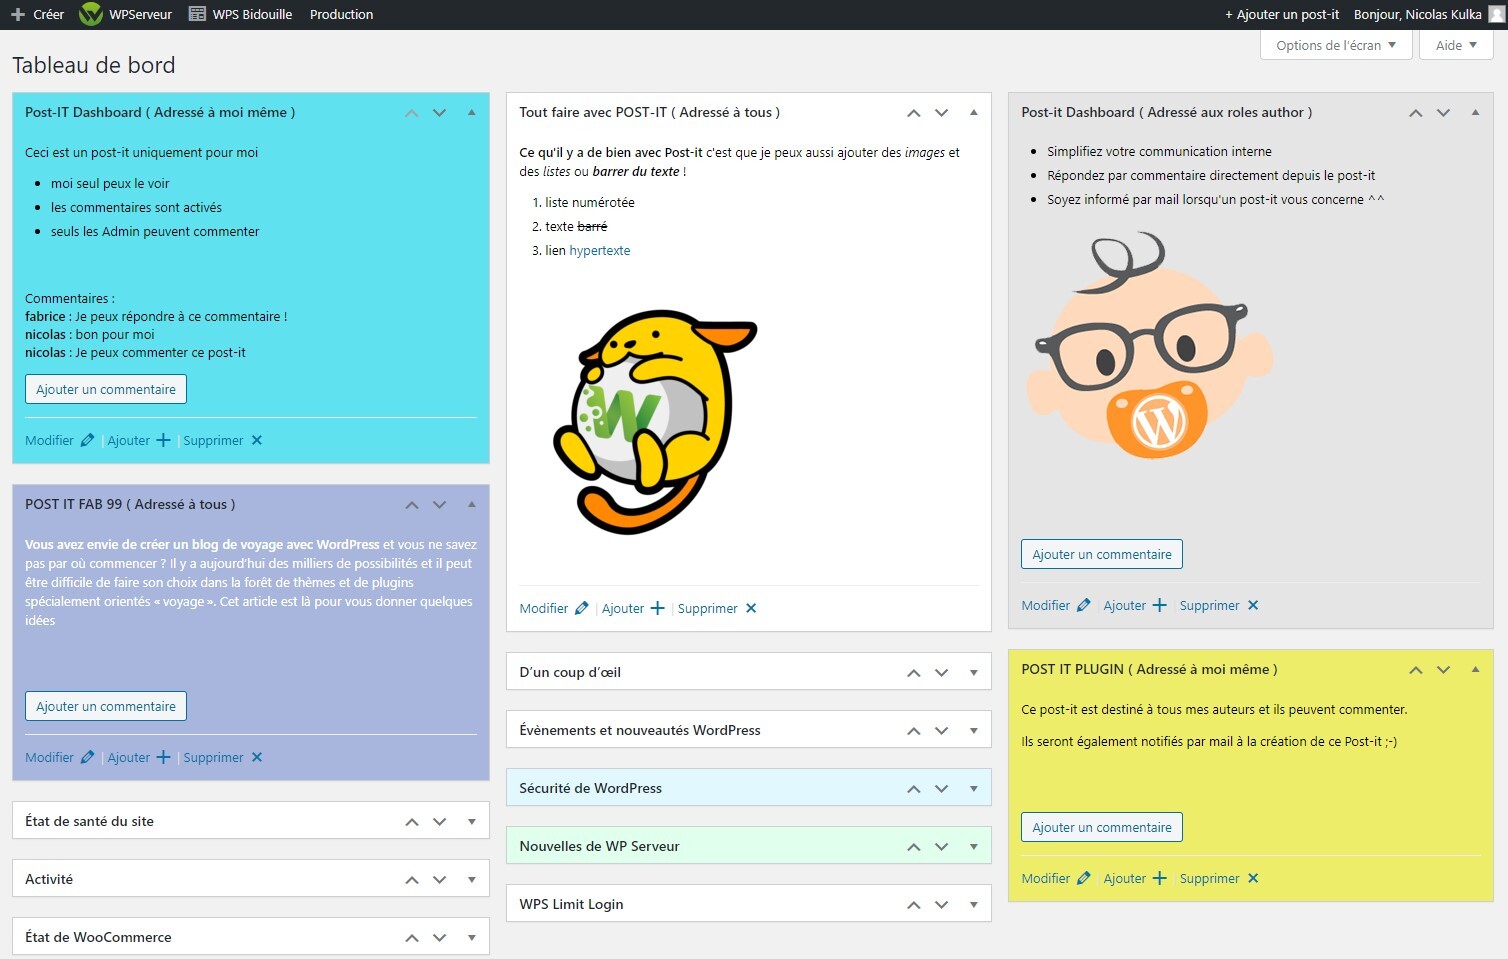 Créer WPServeur WPS Bidouille Production + Ajouter un post-it Bonjour, Nicolas Kulka
Options de l'écran Aide
Tableau de bord
Post-IT Dashboard ( Adressé à moi même )
Ceci est un post-it uniquement pour moi
moi seul peux le voir
les commentaires sont activés
seuls les Admin peuvent commenter
Commentaires :
fabrice : Je peux répondre à ce commentaire !
nicolas : bon pour moi
nicolas : Je peux commenter ce post-it
Ajouter un commentaire
Modifier | Ajouter | Supprimer
POST IT FAB 99 ( Adressé à tous )
Vous avez envie de créer un blog de voyage avec WordPress et vous ne savez
pas par où commencer ? Il y a aujourd'hui des milliers de possibilités et il peut
être difficile de faire son choix dans la forêt de thèmes et de plugins
spécialement orientés « voyage ». Cet article est là pour vous donner quelques
idées
Ajouter un commentaire
Modifier | Ajouter | Supprimer
État de santé du site
Activité
État de WooCommerce
Tout faire avec POST-IT ( Adressé à tous )
Ce qu'il y a de bien avec Post-it c'est que je peux aussi ajouter des images et
des listes ou barrer du texte !
1. liste numérotée
2. texte barré
3. lien hypertexte
W
Modifier | Ajouter | Supprimer
D’un coup d’œil
Évènements et nouveautés WordPress
Sécurité de WordPress
Nouvelles de WP Serveur
WPS Limit Login
Post-it Dashboard ( Adressé aux roles author )
Simplifiez votre communication interne
Répondez par commentaire directement depuis le post-it
Soyez informé par mail lorsqu'un post-it vous concerne ^^
W
Ajouter un commentaire
Modifier | Ajouter | Supprimer
POST IT PLUGIN ( Adressé à moi même )
Ce post-it est destiné à tous mes auteurs et ils peuvent commenter.
Ils seront également notifiés par mail à la création de ce Post-it ;-)
Ajouter un commentaire
Modifier | Ajouter | Supprimer